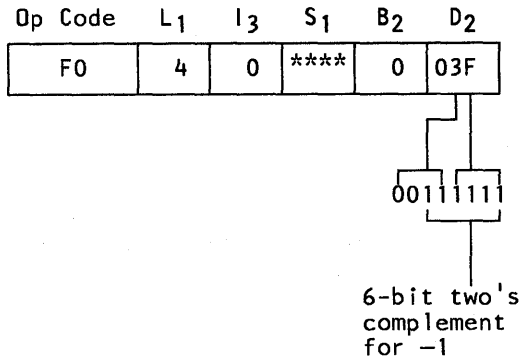 Op Code L1 I3 S1 B2 D2
F0 4 0 **** 0 03F
00111111
6-bit two's
complement
for -1